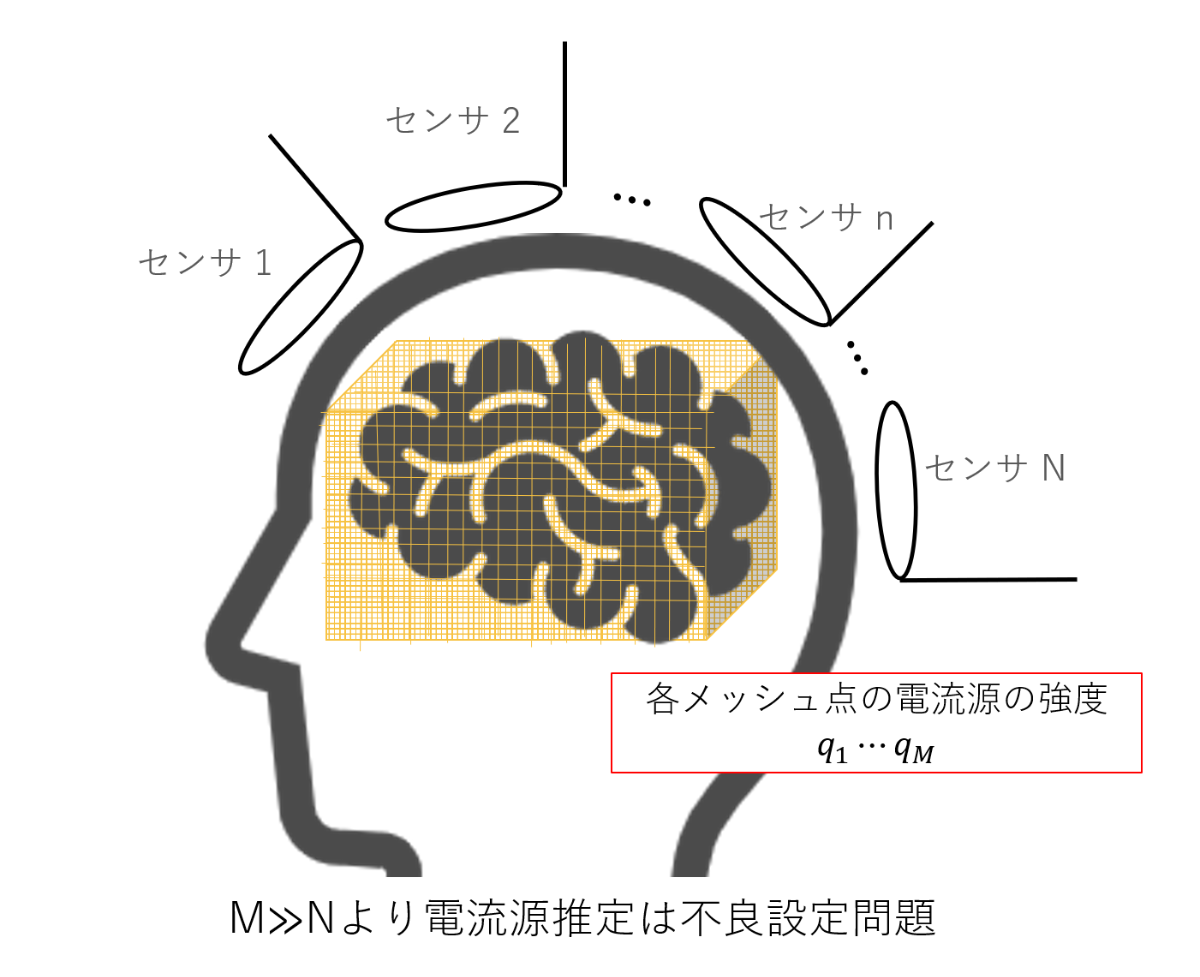 センサ 2
センサ 1
…
センサ n
…
センサ N
各メッシュ点の電流源の強度
q₁ ⋯ q_M
M≫Nより電流源推定は不良設定問題